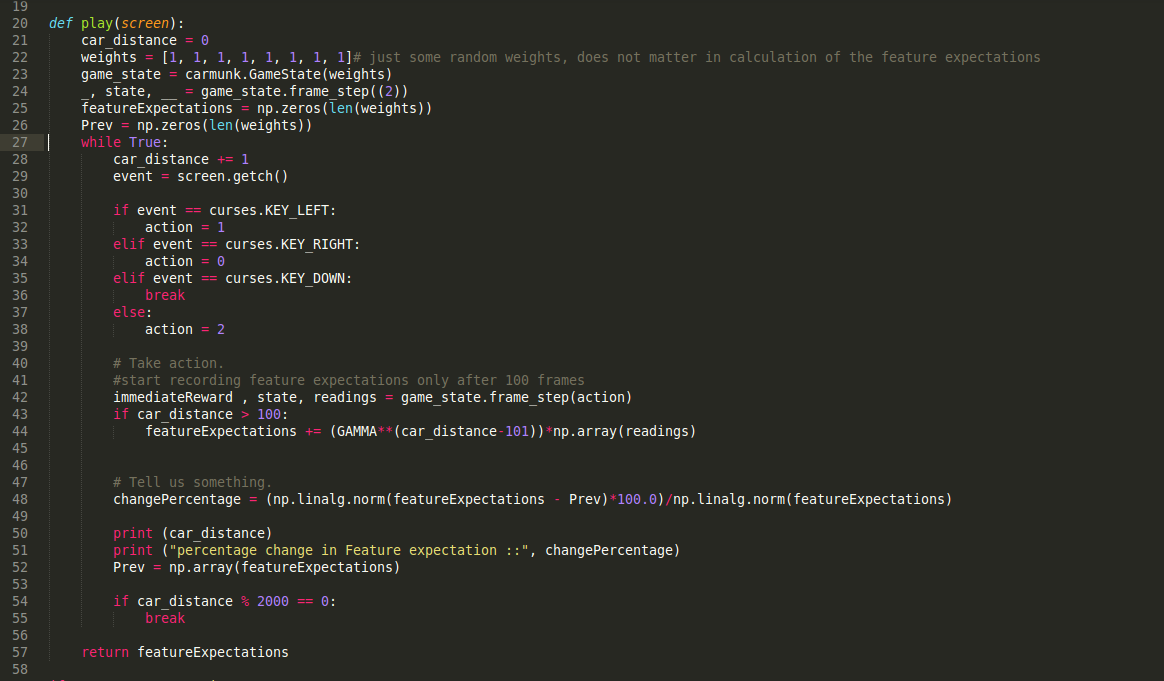 19
20 def play(screen):
21     car_distance = 0
22     weights = [1, 1, 1, 1, 1, 1, 1, 1]# just some random weights, does not matter in calculation of the feature expectations
23     game_state = carmunk.GameState(weights)
24     _, state, __ = game_state.frame_step((2))
25     featureExpectations = np.zeros(len(weights))
26     Prev = np.zeros(len(weights))
27     while True:
28         car_distance += 1
29         event = screen.getch()
30
31         if event == curses.KEY_LEFT:
32             action = 1
33         elif event == curses.KEY_RIGHT:
34             action = 0
35         elif event == curses.KEY_DOWN:
36             break
37         else:
38             action = 2
39
40         # Take action.
41         #start recording feature expectations only after 100 frames
42         immediateReward , state, readings = game_state.frame_step(action)
43         if car_distance > 100:
44             featureExpectations += (GAMMA**(car_distance-101))*np.array(readings)
45
46
47         # Tell us something.
48         changePercentage = (np.linalg.norm(featureExpectations - Prev)*100.0)/np.linalg.norm(featureExpectations)
49
50         print (car_distance)
51         print ("percentage change in Feature expectation ::", changePercentage)
52         Prev = np.array(featureExpectations)
53
54         if car_distance % 2000 == 0:
55             break
56
57     return featureExpectations
58